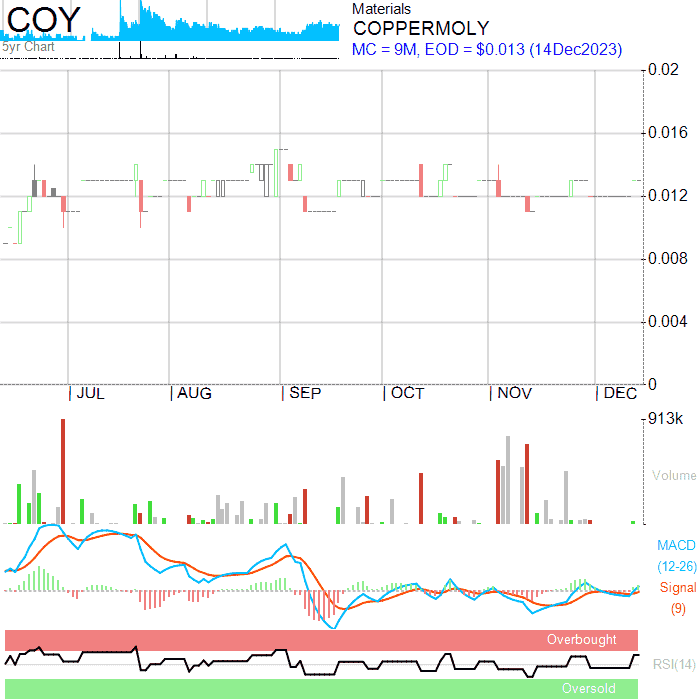 COY
5yr Chart
Materials
COPPERMOLY
MC = 9M, EOD = $0.013 (14Dec2023)
0.02
0.016
0.012
0.008
0.004
0
JUL AUG SEP OCT NOV DEC
913k
Volume
MACD
(12-26)
Signal
(9)
Overbought
RSI(14)
Oversold